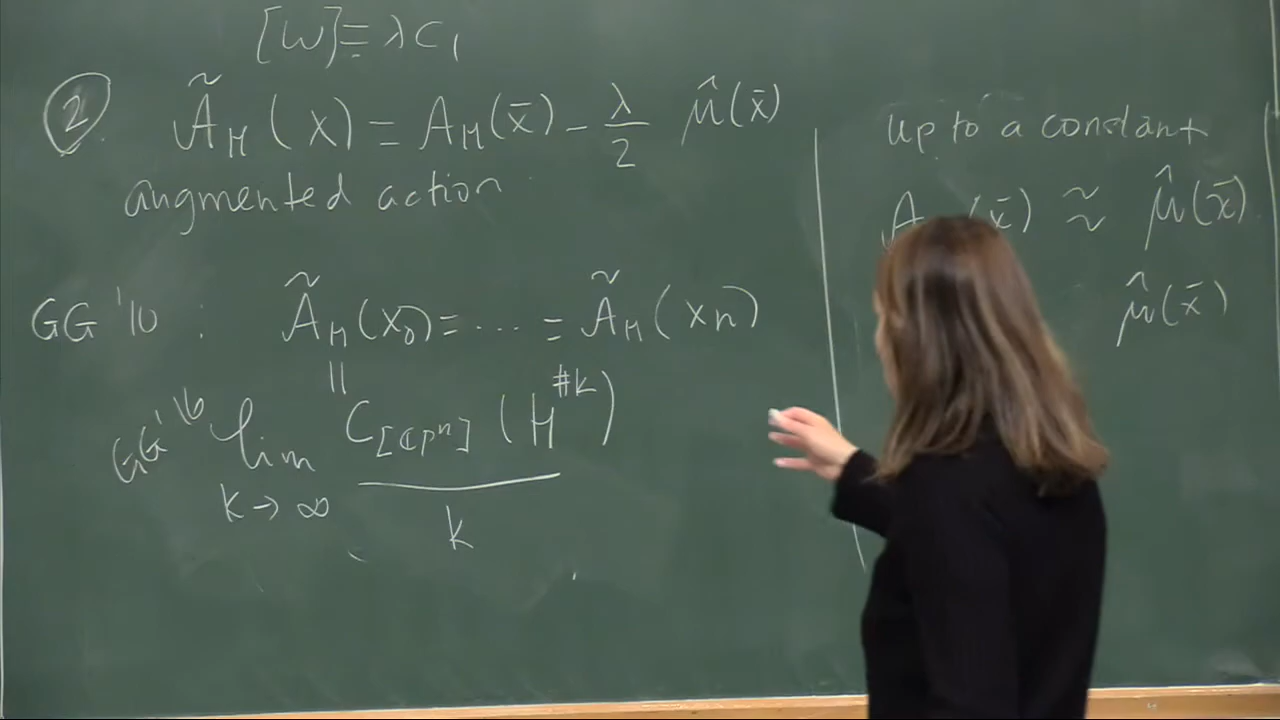 [ω] = λc₁
② Ã_H(x) = A_H(x̄) − λ/2 μ̂(x̄)
augmented action
GG '10 : Ã_H(x₀) = ⋯ = Ã_H(xₙ)
||
GG '16 lim k→∞ C_[ℂPⁿ](H^#k) / k
up to a constant
A (x̄) ≈ μ̂(x̄)
μ̂(x̄)